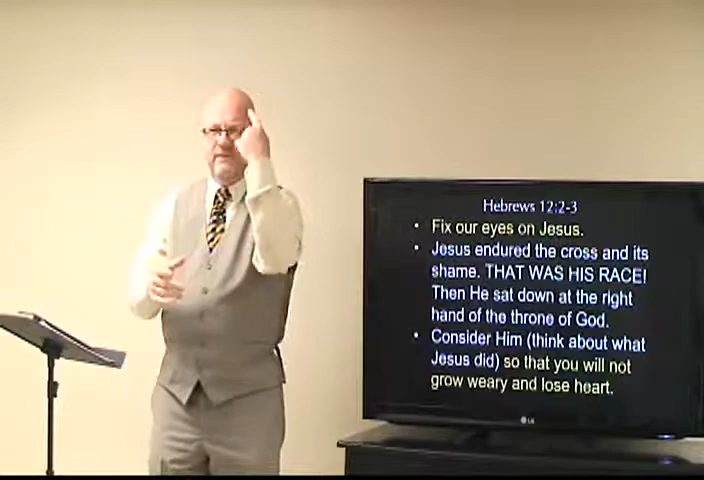 Hebrews 12:2-3
• Fix our eyes on Jesus.
• Jesus endured the cross and its
shame. THAT WAS HIS RACE!
Then He sat down at the right
hand of the throne of God.
• Consider Him (think about what
Jesus did) so that you will not
grow weary and lose heart.
LG